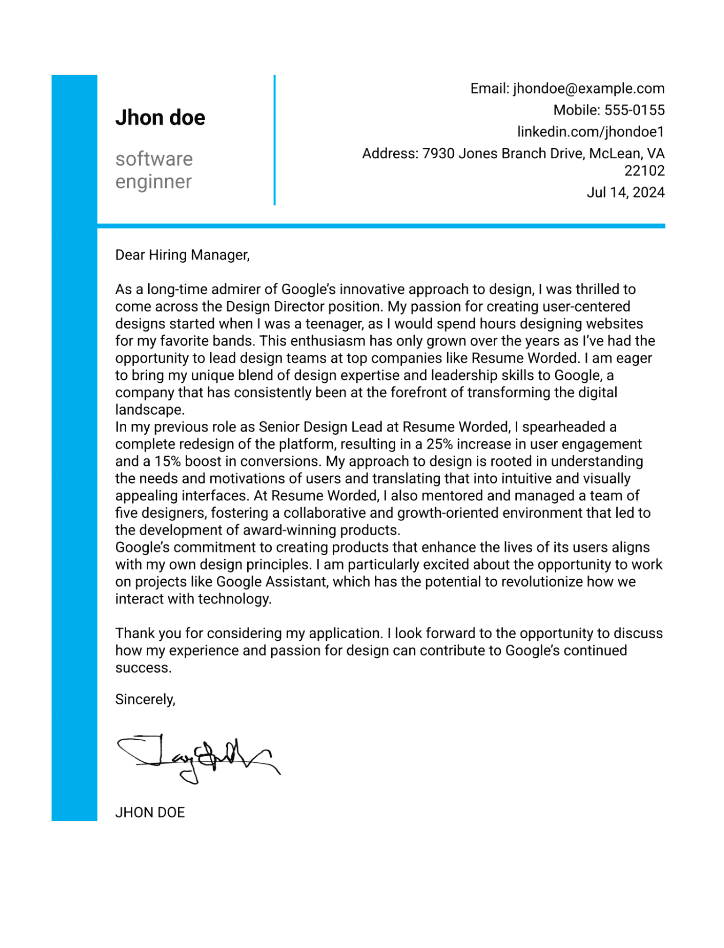 Jhon doe
software
enginner
Email: jhondoe@example.com
Mobile: 555-0155
linkedin.com/jhondoe1
Address: 7930 Jones Branch Drive, McLean, VA
22102
Jul 14, 2024
Dear Hiring Manager,
As a long-time admirer of Google’s innovative approach to design, I was thrilled to
come across the Design Director position. My passion for creating user-centered
designs started when I was a teenager, as I would spend hours designing websites
for my favorite bands. This enthusiasm has only grown over the years as I’ve had the
opportunity to lead design teams at top companies like Resume Worded. I am eager
to bring my unique blend of design expertise and leadership skills to Google, a
company that has consistently been at the forefront of transforming the digital
landscape.
In my previous role as Senior Design Lead at Resume Worded, I spearheaded a
complete redesign of the platform, resulting in a 25% increase in user engagement
and a 15% boost in conversions. My approach to design is rooted in understanding
the needs and motivations of users and translating that into intuitive and visually
appealing interfaces. At Resume Worded, I also mentored and managed a team of
five designers, fostering a collaborative and growth-oriented environment that led to
the development of award-winning products.
Google’s commitment to creating products that enhance the lives of its users aligns
with my own design principles. I am particularly excited about the opportunity to work
on projects like Google Assistant, which has the potential to revolutionize how we
interact with technology.
Thank you for considering my application. I look forward to the opportunity to discuss
how my experience and passion for design can contribute to Google’s continued
success.
Sincerely,
JHON DOE